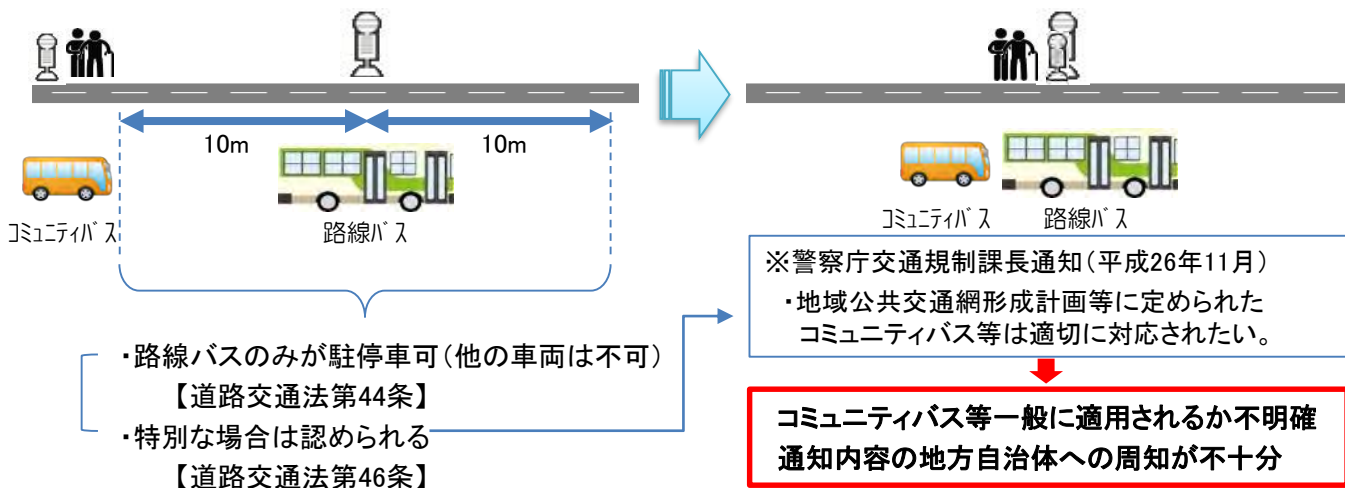 10m
10m
コミュニティバス
路線バス
・路線バスのみが駐停車可(他の車両は不可)
【道路交通法第44条】
・特別な場合は認められる
【道路交通法第46条】
コミュニティバス
路線バス
※警察庁交通規制課長通知(平成26年11月)
・地域公共交通網形成計画等に定められた
コミュニティバス等は適切に対応されたい。
コミュニティバス等一般に適用されるか不明確
通知内容の地方自治体への周知が不十分